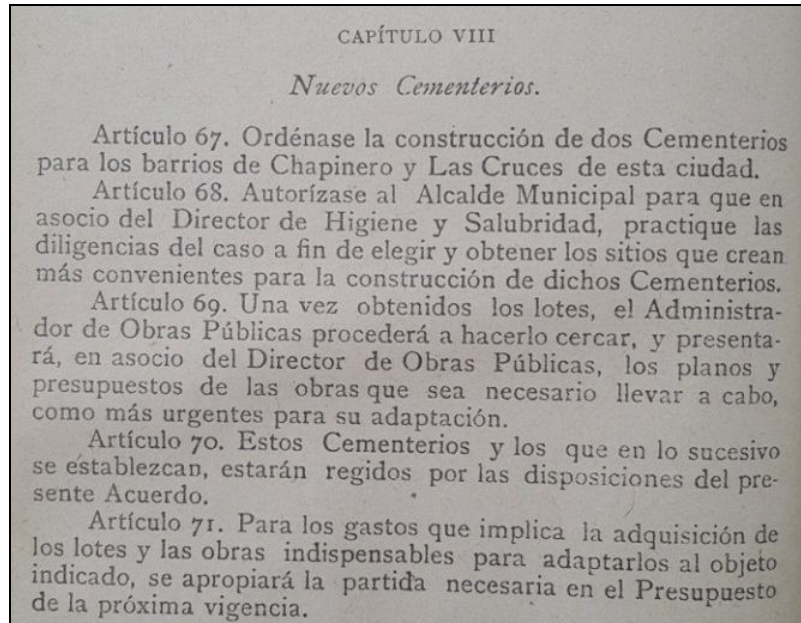 CAPÍTULO VIII
Nuevos Cementerios.
Artículo 67. Ordénase la construcción de dos Cementerios
para los barrios de Chapinero y Las Cruces de esta ciudad.
Artículo 68. Autorízase al Alcalde Municipal para que en
asocio del Director de Higiene y Salubridad, practique las
diligencias del caso a fin de elegir y obtener los sitios que crean
más convenientes para la construcción de dichos Cementerios.
Artículo 69. Una vez obtenidos los lotes, el Administra-
dor de Obras Públicas procederá a hacerlo cercar, y presenta-
rá, en asocio del Director de Obras Públicas, los planos y
presupuestos de las obras que sea necesario llevar a cabo,
como más urgentes para su adaptación.
Artículo 70. Estos Cementerios y los que en lo sucesivo
se establezcan, estarán regidos por las disposiciones del pre-
sente Acuerdo.
Artículo 71. Para los gastos que implica la adquisición de
los lotes y las obras indispensables para adaptarlos al objeto
indicado, se apropiará la partida necesaria en el Presupuesto
de la próxima vigencia.